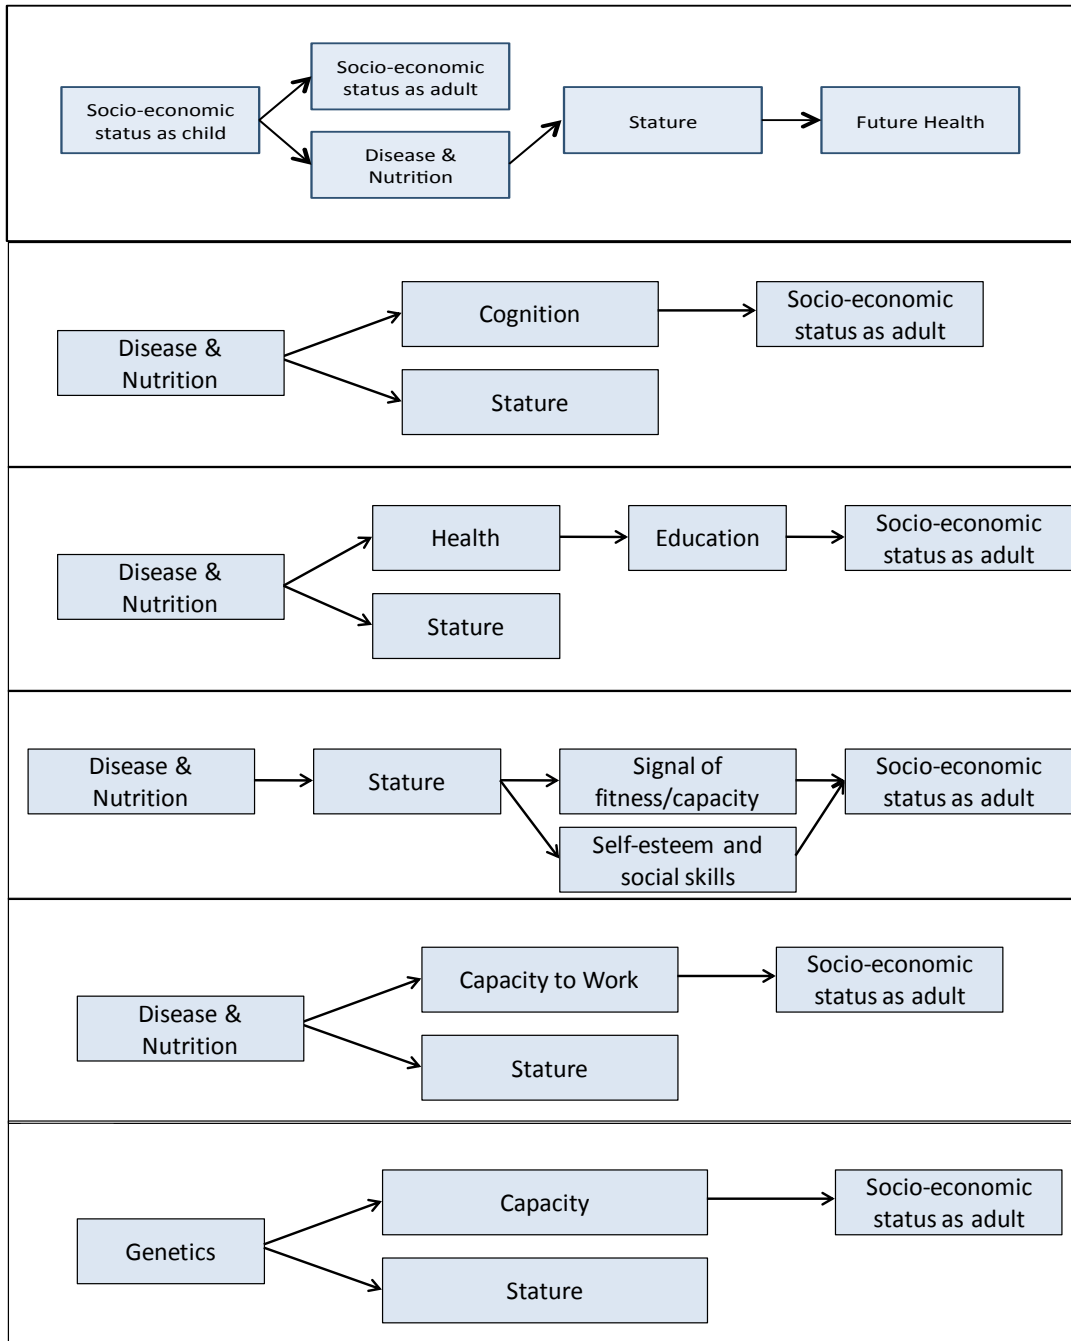 Socio-economic
status as child
Socio-economic
status as adult
Disease &
Nutrition
Stature
Future Health
Disease &
Nutrition
Cognition
Stature
Socio-economic
status as adult
Disease &
Nutrition
Health
Stature
Education
Socio-economic
status as adult
Disease &
Nutrition
Stature
Signal of
fitness/capacity
Self-esteem and
social skills
Socio-economic
status as adult
Disease &
Nutrition
Capacity to Work
Stature
Socio-economic
status as adult
Genetics
Capacity
Stature
Socio-economic
status as adult